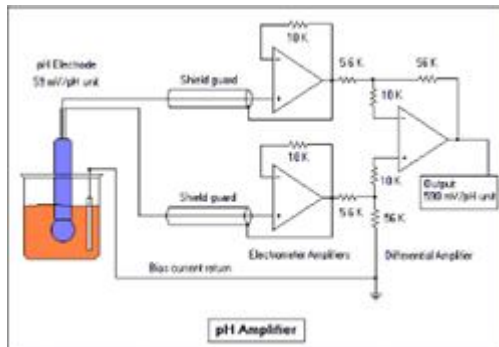 10 K
pH Electrode
59 mV/pH unit
Shield guard
5.6 K
56 K
10 K
10 K
10 K
Shield guard
5.6 K
56 K
Output
590 mV/pH unit
Electrometer Amplifiers
Differential Amplifier
Bias current return
pH Amplifier